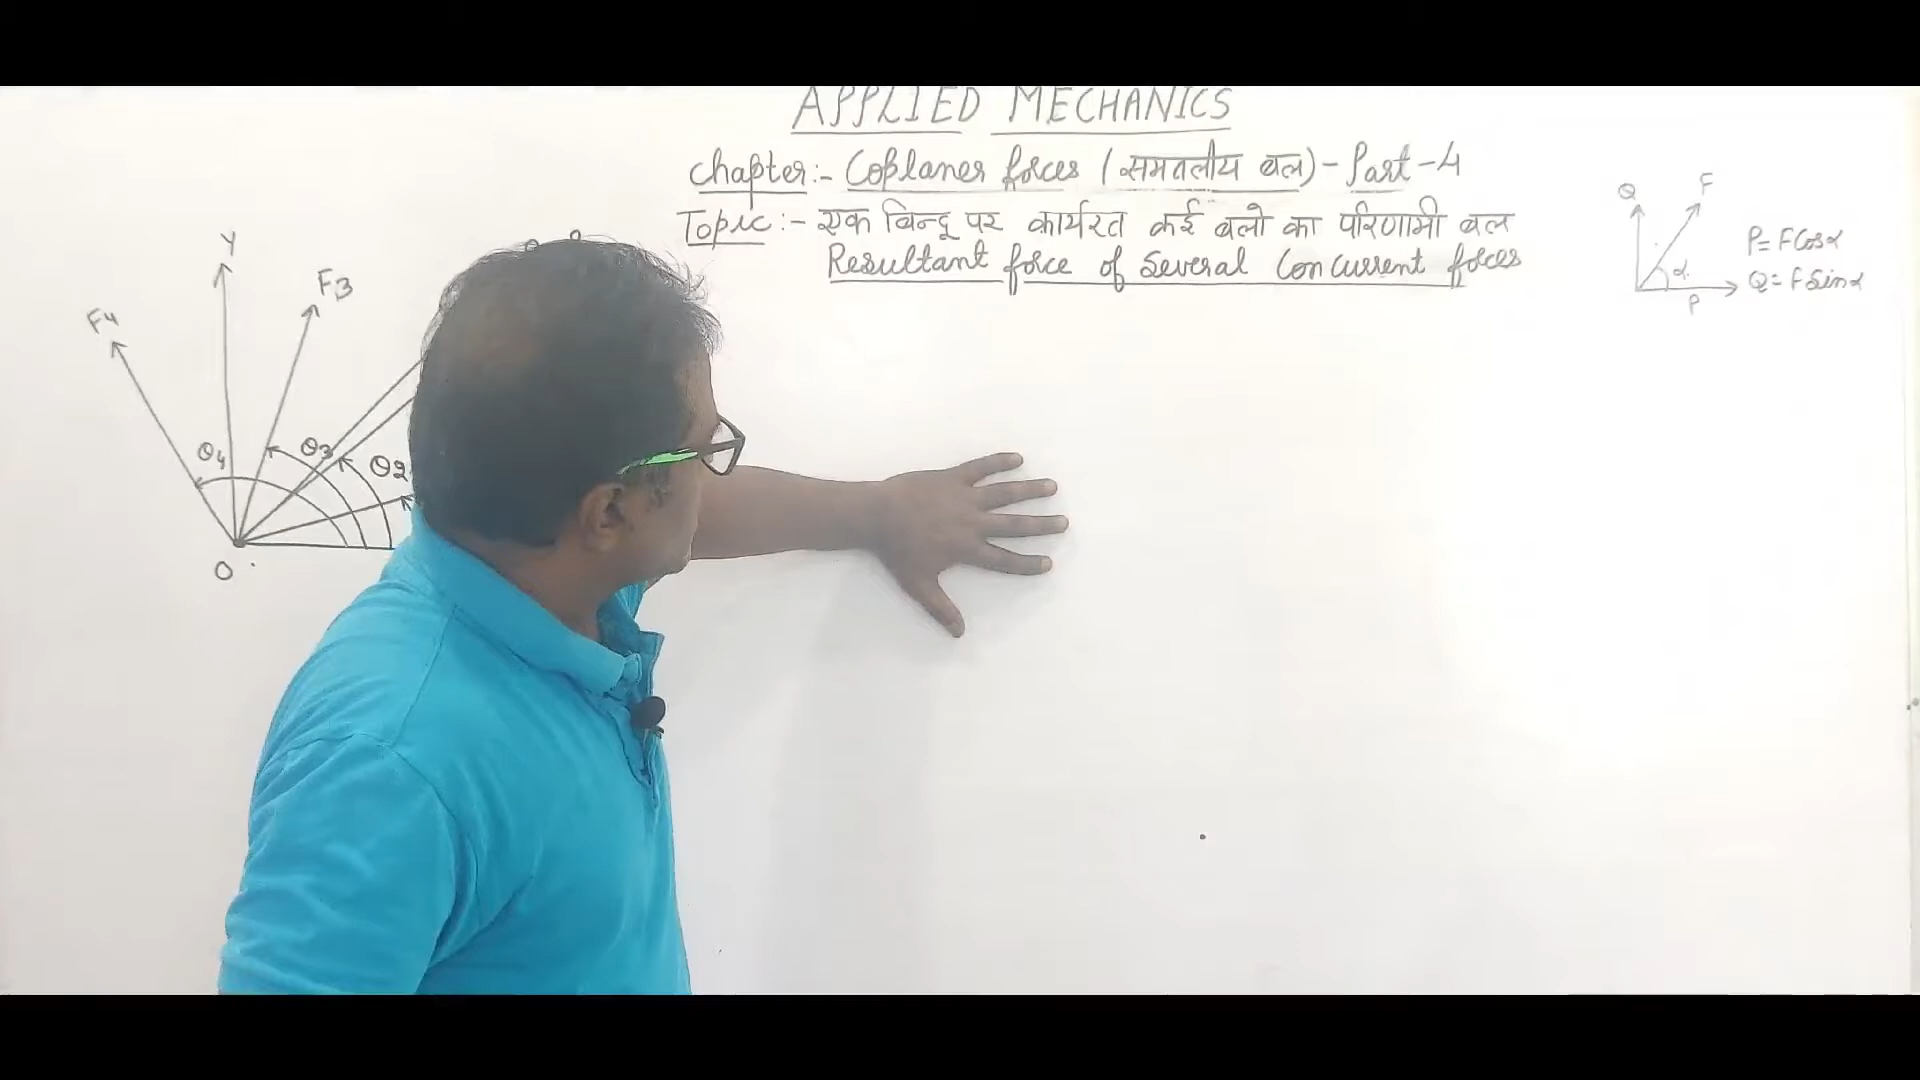 APPLIED MECHANICS
Chapter:- Coplaner forces (समतलीय बल) - Part-4
Topic:- एक बिन्दू पर कार्यरत कई बलो का परिणामी बल
Resultant force of Several Concurrent forces
Y
F3
F4
θ4
θ3
θ2
O
Q
F
α
P
P= FCosα
Q= FSinα